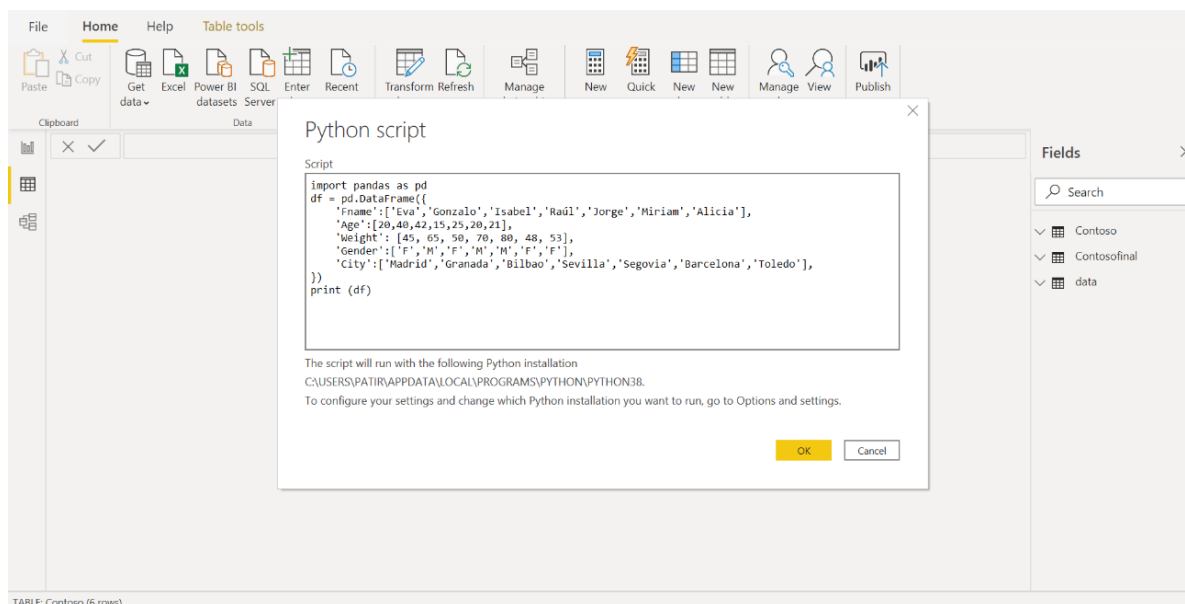 File Home Help Table tools
Paste
Cut
Copy
Get data
Excel
Power BI datasets
SQL Server
Enter
Recent
Transform
Refresh
Manage
New
Quick
New
New
Manage
View
Publish
Clipboard
Data
Python script
Script
import pandas as pd
df = pd.DataFrame({
'Fname':['Eva','Gonzalo','Isabel','Raúl','Jorge','Miriam','Alicia'],
'Age':[20,40,42,15,25,20,21],
'Weight': [45, 65, 50, 70, 80, 48, 53],
'Gender':['F','M','F','M','M','F','F'],
'City':['Madrid','Granada','Bilbao','Sevilla','Segovia','Barcelona','Toledo'],
})
print (df)
The script will run with the following Python installation
C:\USERS\PATIR\APPDATA\LOCAL\PROGRAMS\PYTHON\PYTHON38.
To configure your settings and change which Python installation you want to run, go to Options and settings.
OK Cancel
Fields
Search
Contoso
Contosofinal
data
TABLE: Contoso (6 rows)